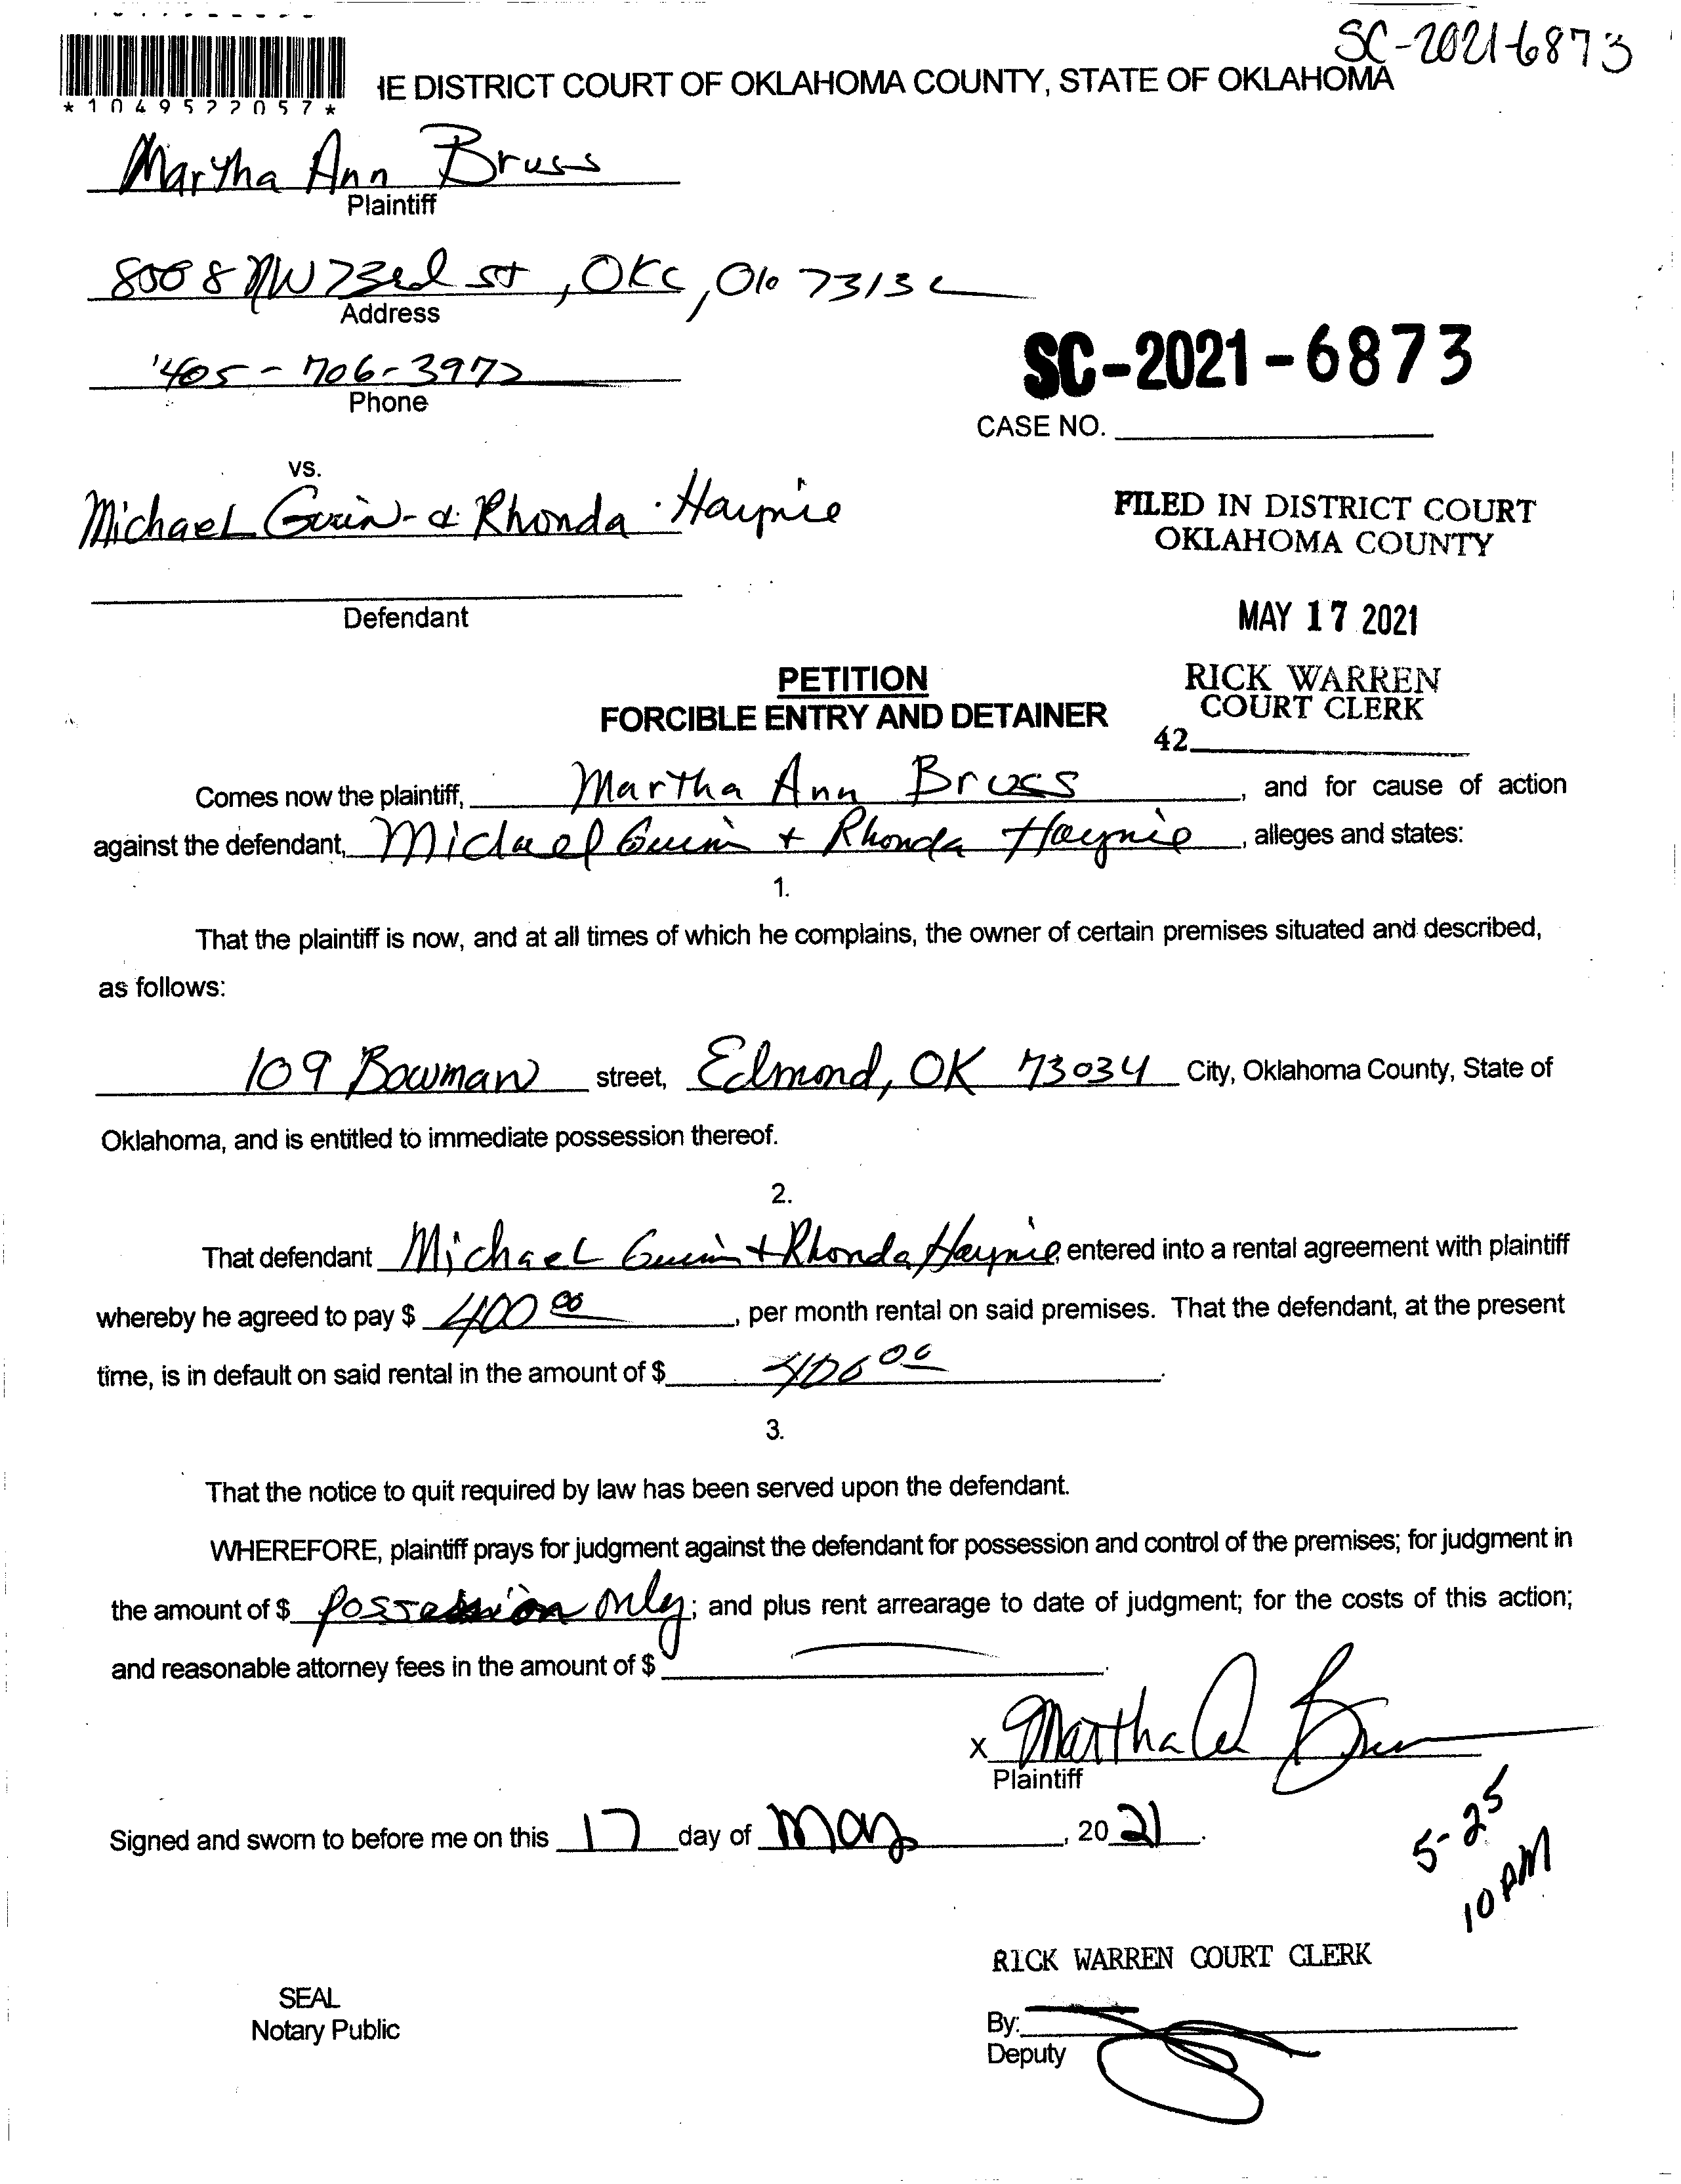 SC-2021-6873
*1049522057*
IE DISTRICT COURT OF OKLAHOMA COUNTY, STATE OF OKLAHOMA
Martha Ann Bruss
Plaintiff
8008 NW 73rd st, OKC, Ok 73132
Address
405-706-3972
Phone
SC-2021-6873
CASE NO.
vs.
Michael Guin & Rhonda Haynie
FILED IN DISTRICT COURT
OKLAHOMA COUNTY
Defendant
MAY 17 2021
PETITION
FORCIBLE ENTRY AND DETAINER
RICK WARREN
COURT CLERK
42
Comes now the plaintiff, Martha Ann Bruss, and for cause of action
against the defendant, Michael Guin + Rhonda Haynie, alleges and states:
1.
That the plaintiff is now, and at all times of which he complains, the owner of certain premises situated and described,
as follows:
109 Bowman street, Edmond, OK 73034 City, Oklahoma County, State of
Oklahoma, and is entitled to immediate possession thereof.
2.
That defendant Michael Guin + Rhonda Haynie entered into a rental agreement with plaintiff
whereby he agreed to pay $ 400 00, per month rental on said premises. That the defendant, at the present
time, is in default on said rental in the amount of $ 00.
3.
That the notice to quit required by law has been served upon the defendant.
WHEREFORE, plaintiff prays for judgment against the defendant for possession and control of the premises; for judgment in
the amount of $ possession only; and plus rent arrearage to date of judgment; for the costs of this action;
and reasonable attorney fees in the amount of $ .
x Martha A Bruss
Plaintiff
Signed and sworn to before me on this 17 day of May, 2021.
5-25
10 AM
RICK WARREN COURT CLERK
SEAL
Notary Public
By:
Deputy